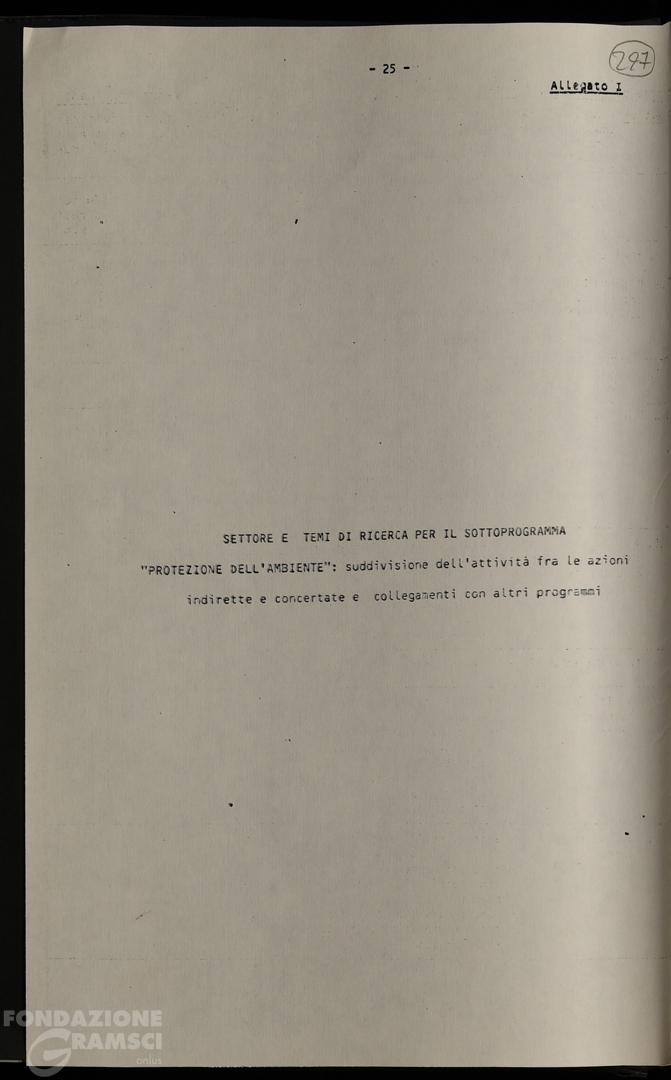 297
- 25 -
Allegato I
SETTORE E TEMI DI RICERCA PER IL SOTTOPROGRAMMA
"PROTEZIONE DELL'AMBIENTE": suddivisione dell'attività fra le azioni
indirette e concertate e collegamenti con altri programmi
FONDAZIONE
GRAMSCI
onlus